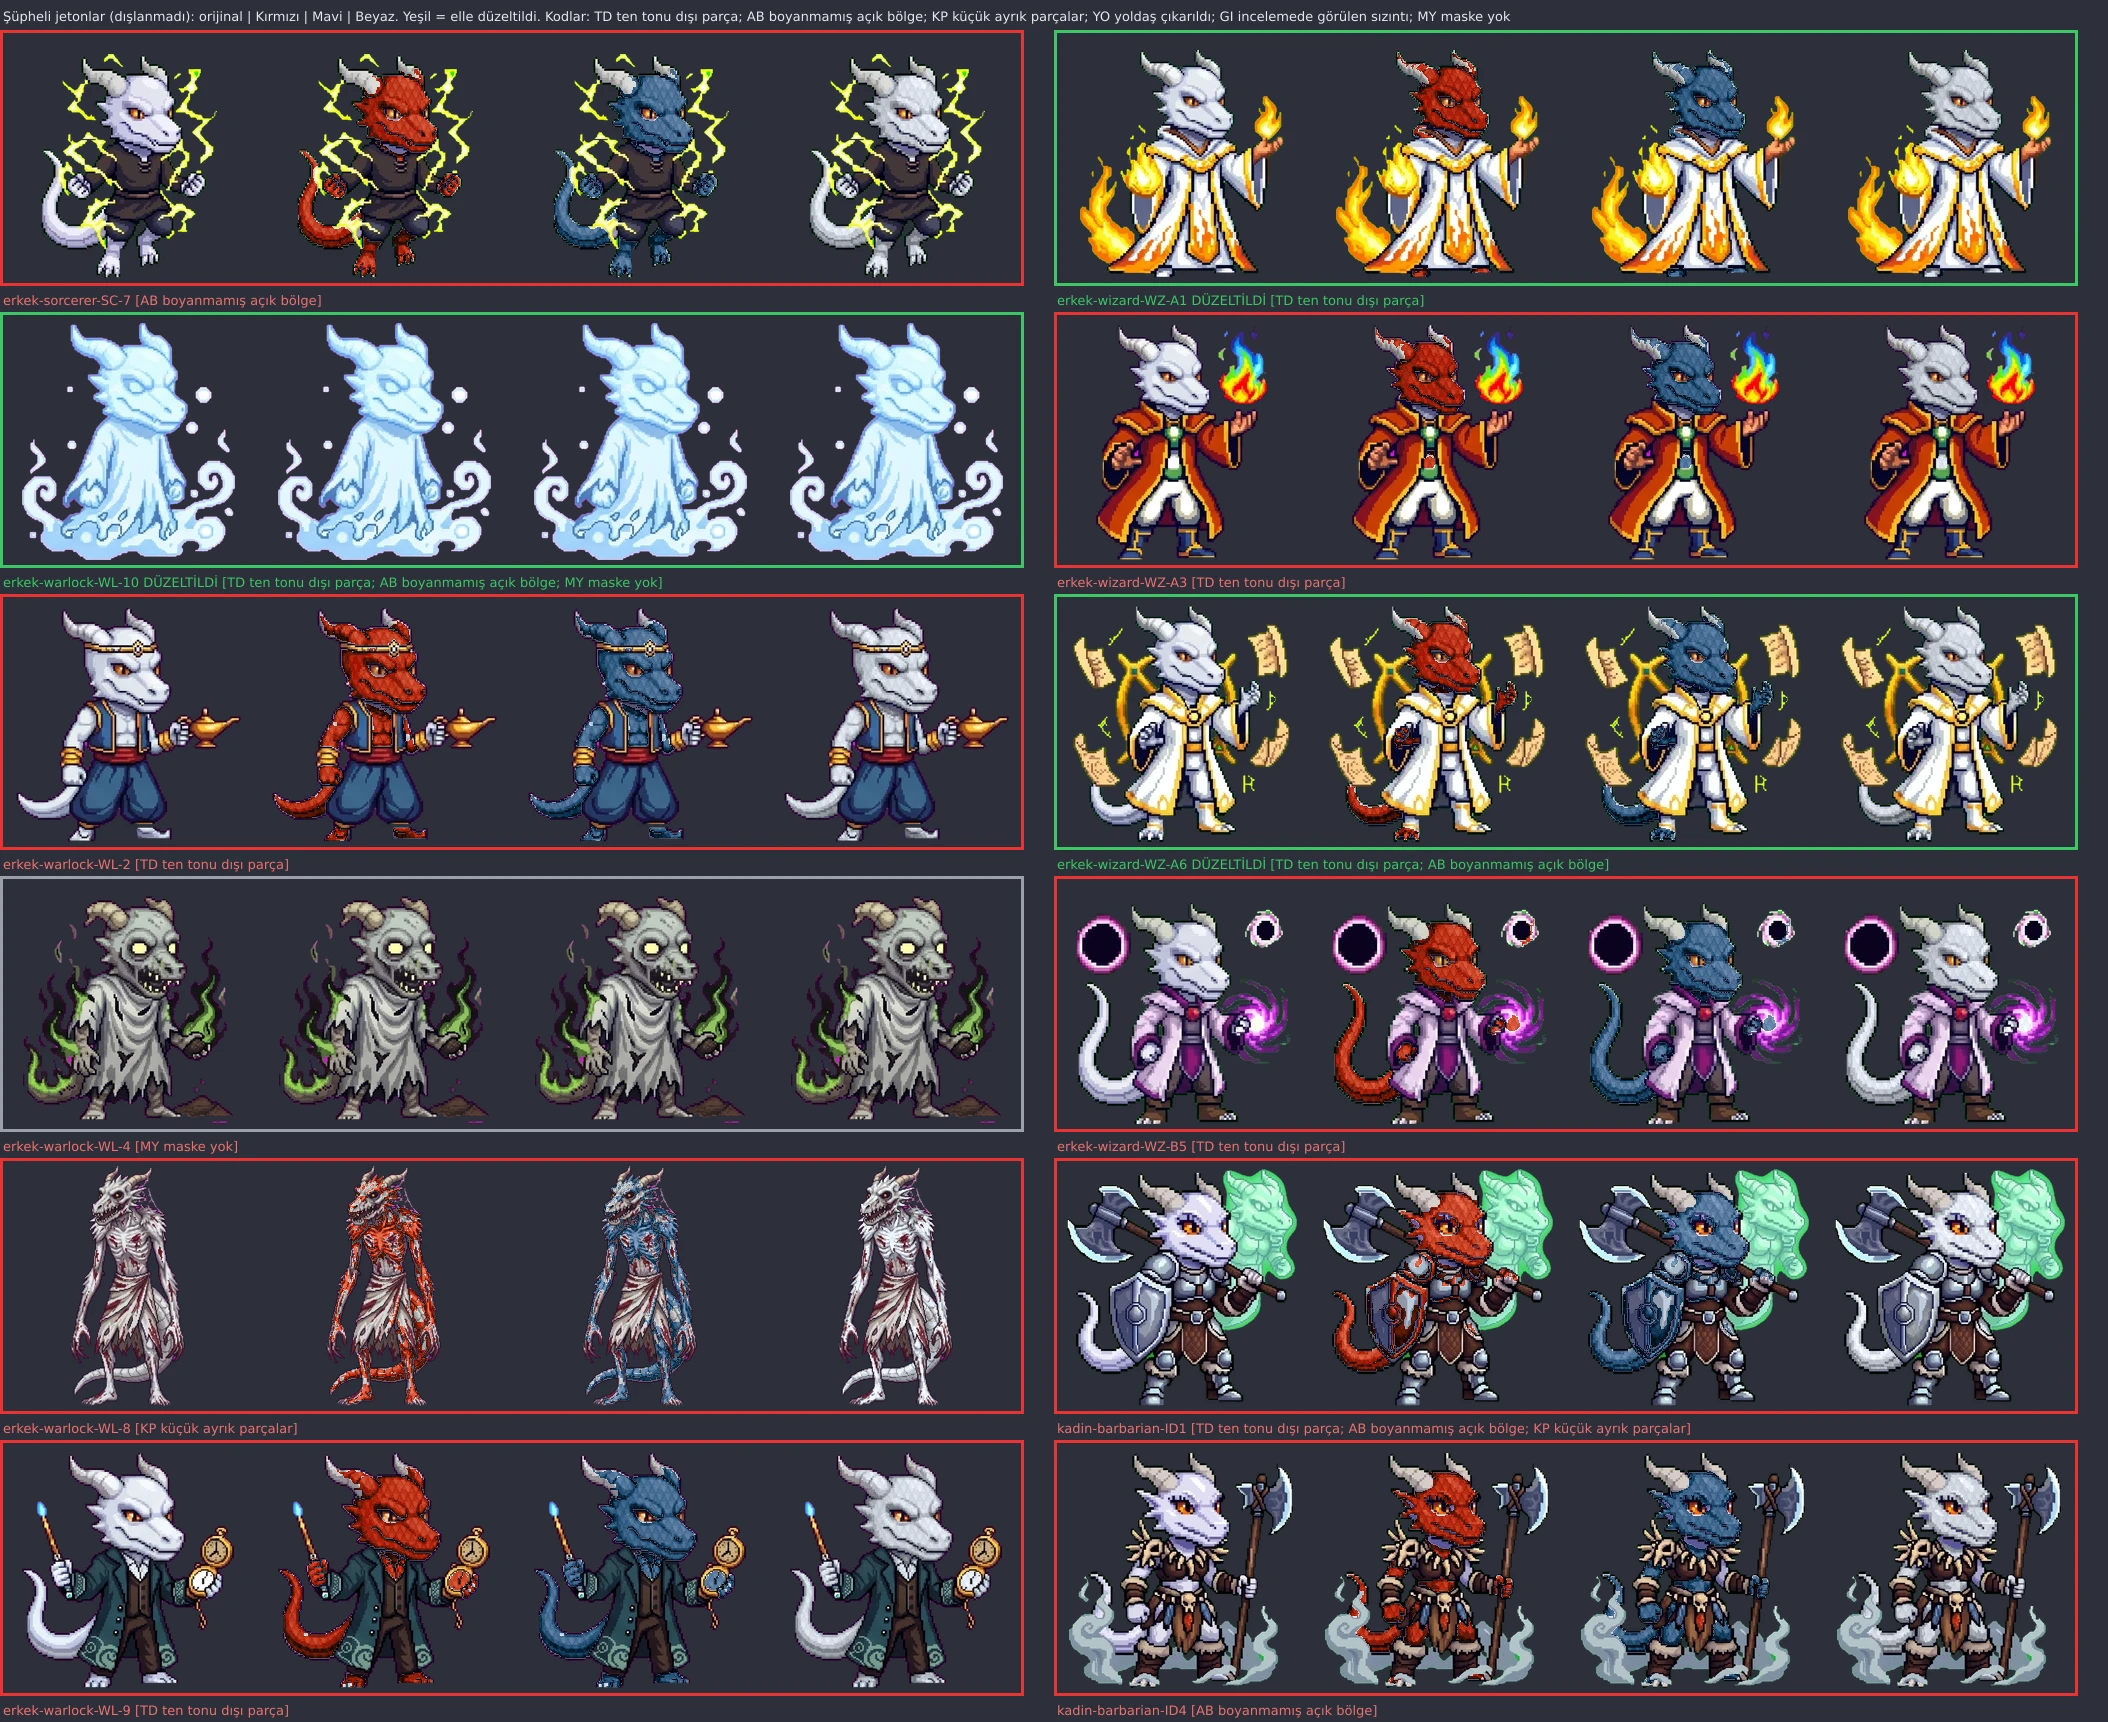 Şüpheli jetonlar (dışlanmadı): orijinal | Kırmızı | Mavi | Beyaz. Yeşil = elle düzeltildi. Kodlar: TD ten tonu dışı parça; AB boyanmamış açık bölge; KP küçük ayrık parçalar; YO yoldaş çıkarıldı; GI incelemede görülen sızıntı; MY maske yok
erkek-sorcerer-SC-7 [AB boyanmamış açık bölge]
erkek-wizard-WZ-A1 DÜZELTİLDİ [TD ten tonu dışı parça]
erkek-warlock-WL-10 DÜZELTİLDİ [TD ten tonu dışı parça; AB boyanmamış açık bölge; MY maske yok]
erkek-wizard-WZ-A3 [TD ten tonu dışı parça]
erkek-warlock-WL-2 [TD ten tonu dışı parça]
erkek-wizard-WZ-A6 DÜZELTİLDİ [TD ten tonu dışı parça; AB boyanmamış açık bölge]
erkek-warlock-WL-4 [MY maske yok]
erkek-wizard-WZ-B5 [TD ten tonu dışı parça]
erkek-warlock-WL-8 [KP küçük ayrık parçalar]
kadin-barbarian-ID1 [TD ten tonu dışı parça; AB boyanmamış açık bölge; KP küçük ayrık parçalar]
erkek-warlock-WL-9 [TD ten tonu dışı parça]
kadin-barbarian-ID4 [AB boyanmamış açık bölge]